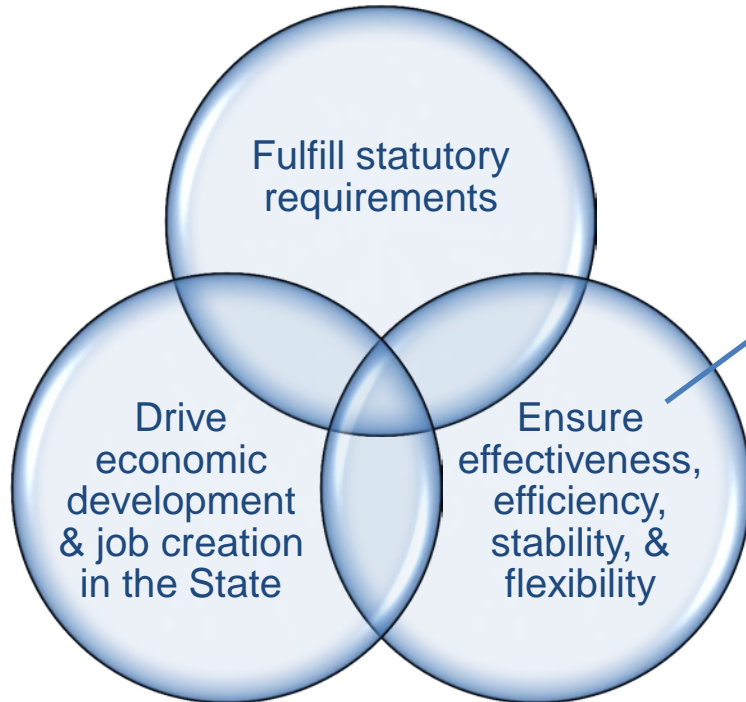 Fulfill statutory
requirements
Drive
economic
development
& job creation
in the State
Ensure
effectiveness,
efficiency,
stability, &
flexibility